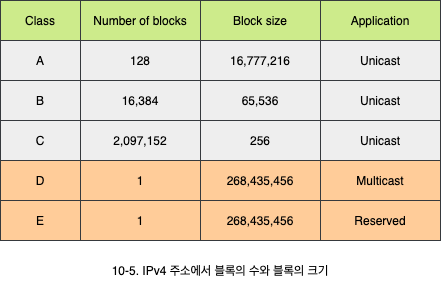 Class Number of blocks Block size Application
A 128 16,777,216 Unicast
B 16,384 65,536 Unicast
C 2,097,152 256 Unicast
D 1 268,435,456 Multicast
E 1 268,435,456 Reserved
10-5. IPv4 주소에서 블록의 수와 블록의 크기